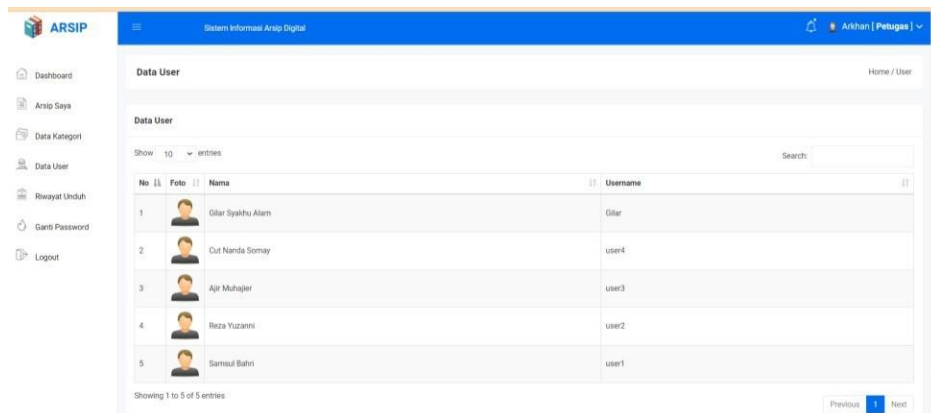 ARSIP
Sistem Informasi Arsip Digital
Arkhan [ Petugas ]
Dashboard
Arsip Saya
Data Kategori
Data User
Riwayat Unduh
Ganti Password
Logout
Data User
Home / User
Data User
Show 10 entries
Search:
No Foto Nama Username
1 Gilar Syakhu Alam Gilar
2 Cut Nanda Somay user4
3 Ajir Muhajier user3
4 Reza Yuzanni user2
5 Samsul Bahri user1
Showing 1 to 5 of 5 entries
Previous 1 Next